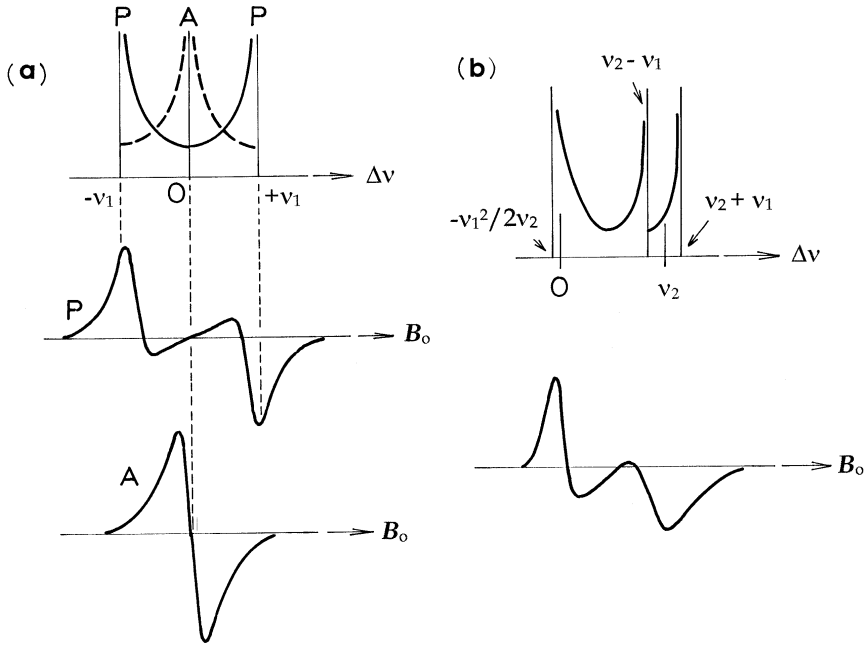 (a)
P A P
Δν
-ν₁ O +ν₁
P
B₀
A
B₀
(b)
ν₂ - ν₁
-ν₁²/2ν₂
ν₂ + ν₁
Δν
O ν₂
B₀